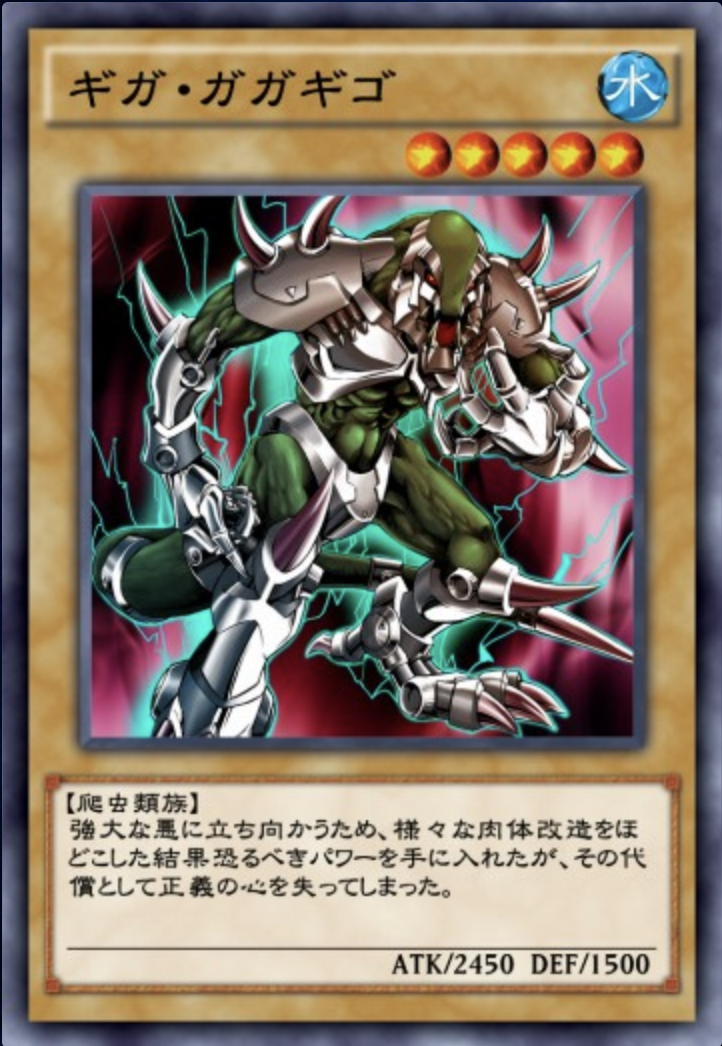 ギガ・ガガギゴ
水
【爬虫類族】
強大な悪に立ち向かうため、様々な肉体改造をほ
どこした結果恐るべきパワーを手に入れたが、その代
償として正義の心を失ってしまった。
ATK/2450 DEF/1500